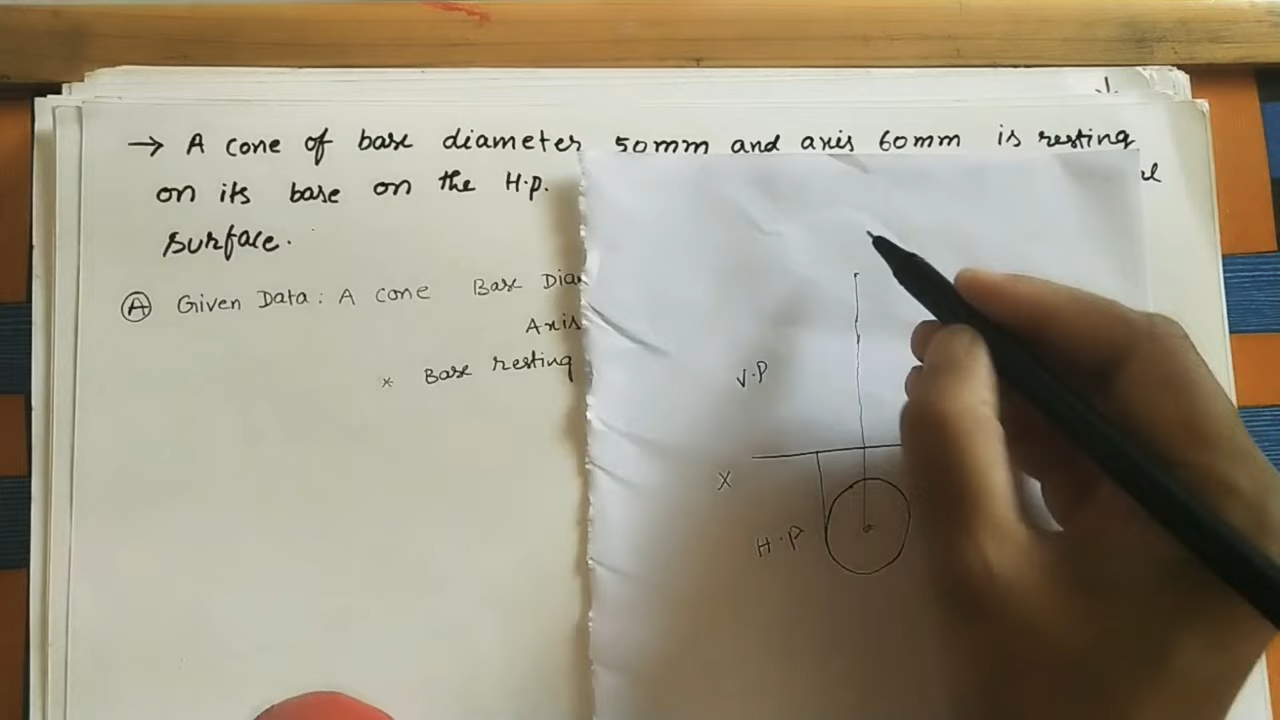 → A cone of base diameter 50mm and axis 60mm is resting
on its base on the H.p.
surface.
A Given Data: A cone Base Dia
Axis
* Base resting
V.P
X
H.P